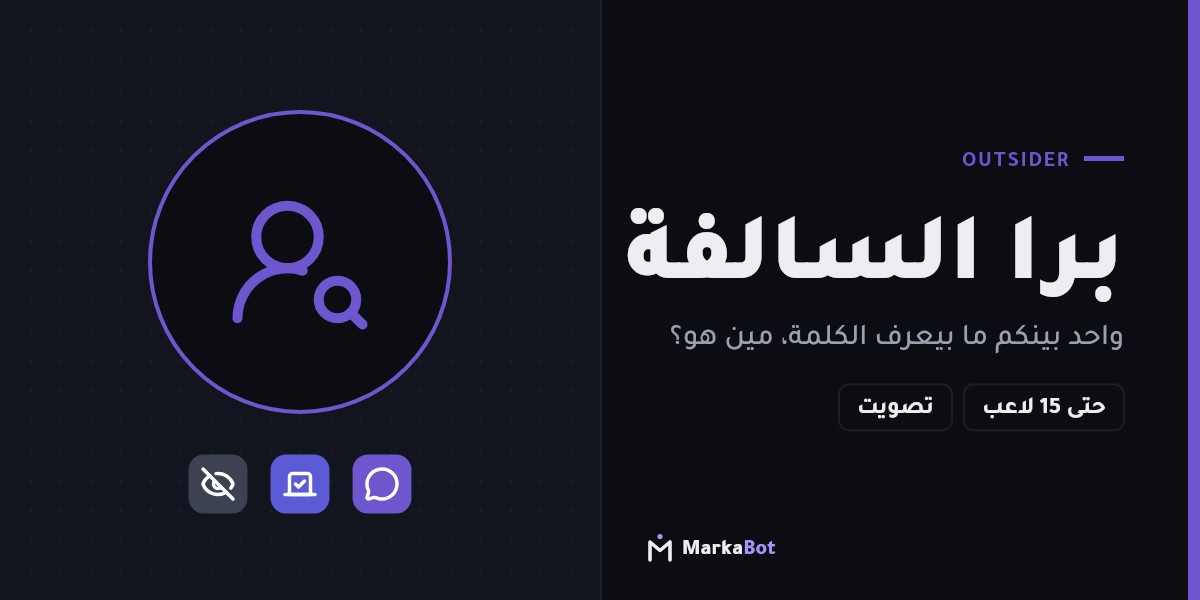 OUTSIDER
برا السالفة
واحد بينكم ما بيعرف الكلمة، مين هو؟
حتى 15 لاعب
تصويت
MarkaBot